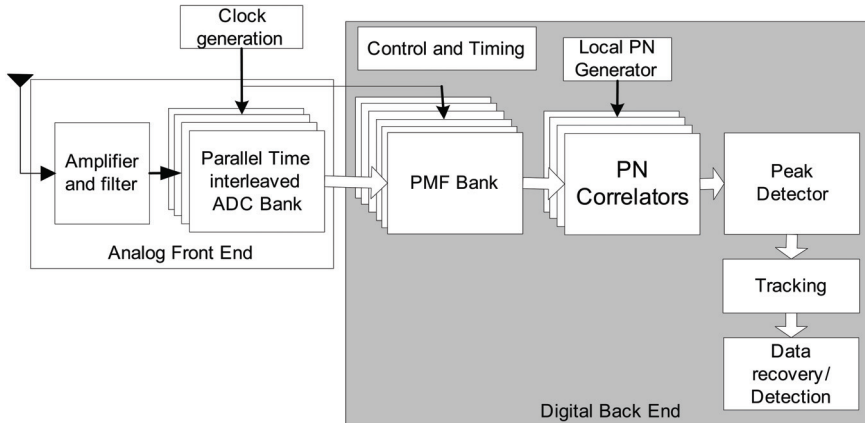 Clock
generation
Control and Timing
Local PN
Generator
Amplifier
and filter
Parallel Time
interleaved
ADC Bank
PMF Bank
PN
Correlators
Peak
Detector
Analog Front End
Tracking
Data
recovery/
Detection
Digital Back End